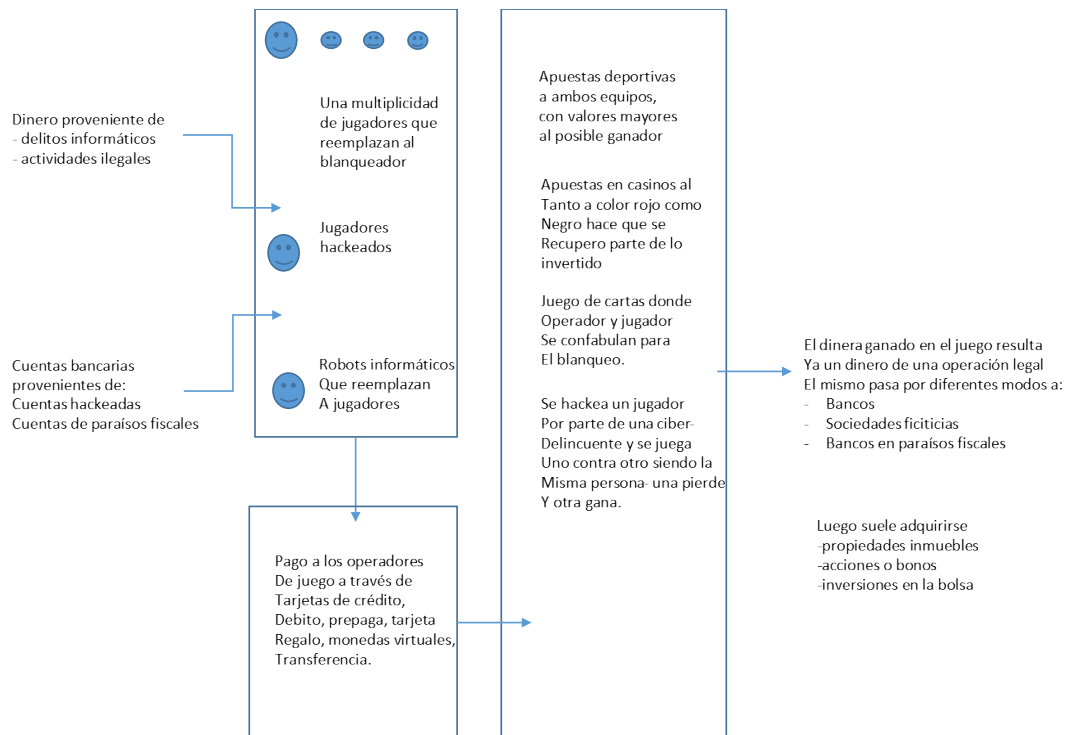 Dinero proveniente de
- delitos informáticos
- actividades ilegales
Cuentas bancarias
provenientes de:
Cuentas hackeadas
Cuentas de paraísos fiscales
Una multiplicidad
de jugadores que
reemplazan al
blanqueador
Jugadores
hackeados
Robots informáticos
Que reemplazan
A jugadores
Pago a los operadores
De juego a través de
Tarjetas de crédito,
Debito, prepaga, tarjeta
Regalo, monedas virtuales,
Transferencia.
Apuestas deportivas
a ambos equipos,
con valores mayores
al posible ganador
Apuestas en casinos al
Tanto a color rojo como
Negro hace que se
Recupero parte de lo
invertido
Juego de cartas donde
Operador y jugador
Se confabulan para
El blanqueo.
Se hackea un jugador
Por parte de una ciber-
Delincuente y se juega
Uno contra otro siendo la
Misma persona- una pierde
Y otra gana.
El dinera ganado en el juego resulta
Ya un dinero de una operación legal
El mismo pasa por diferentes modos a:
- Bancos
- Sociedades ficiticias
- Bancos en paraísos fiscales
Luego suele adquirirse
-propiedades inmuebles
-acciones o bonos
-inversiones en la bolsa